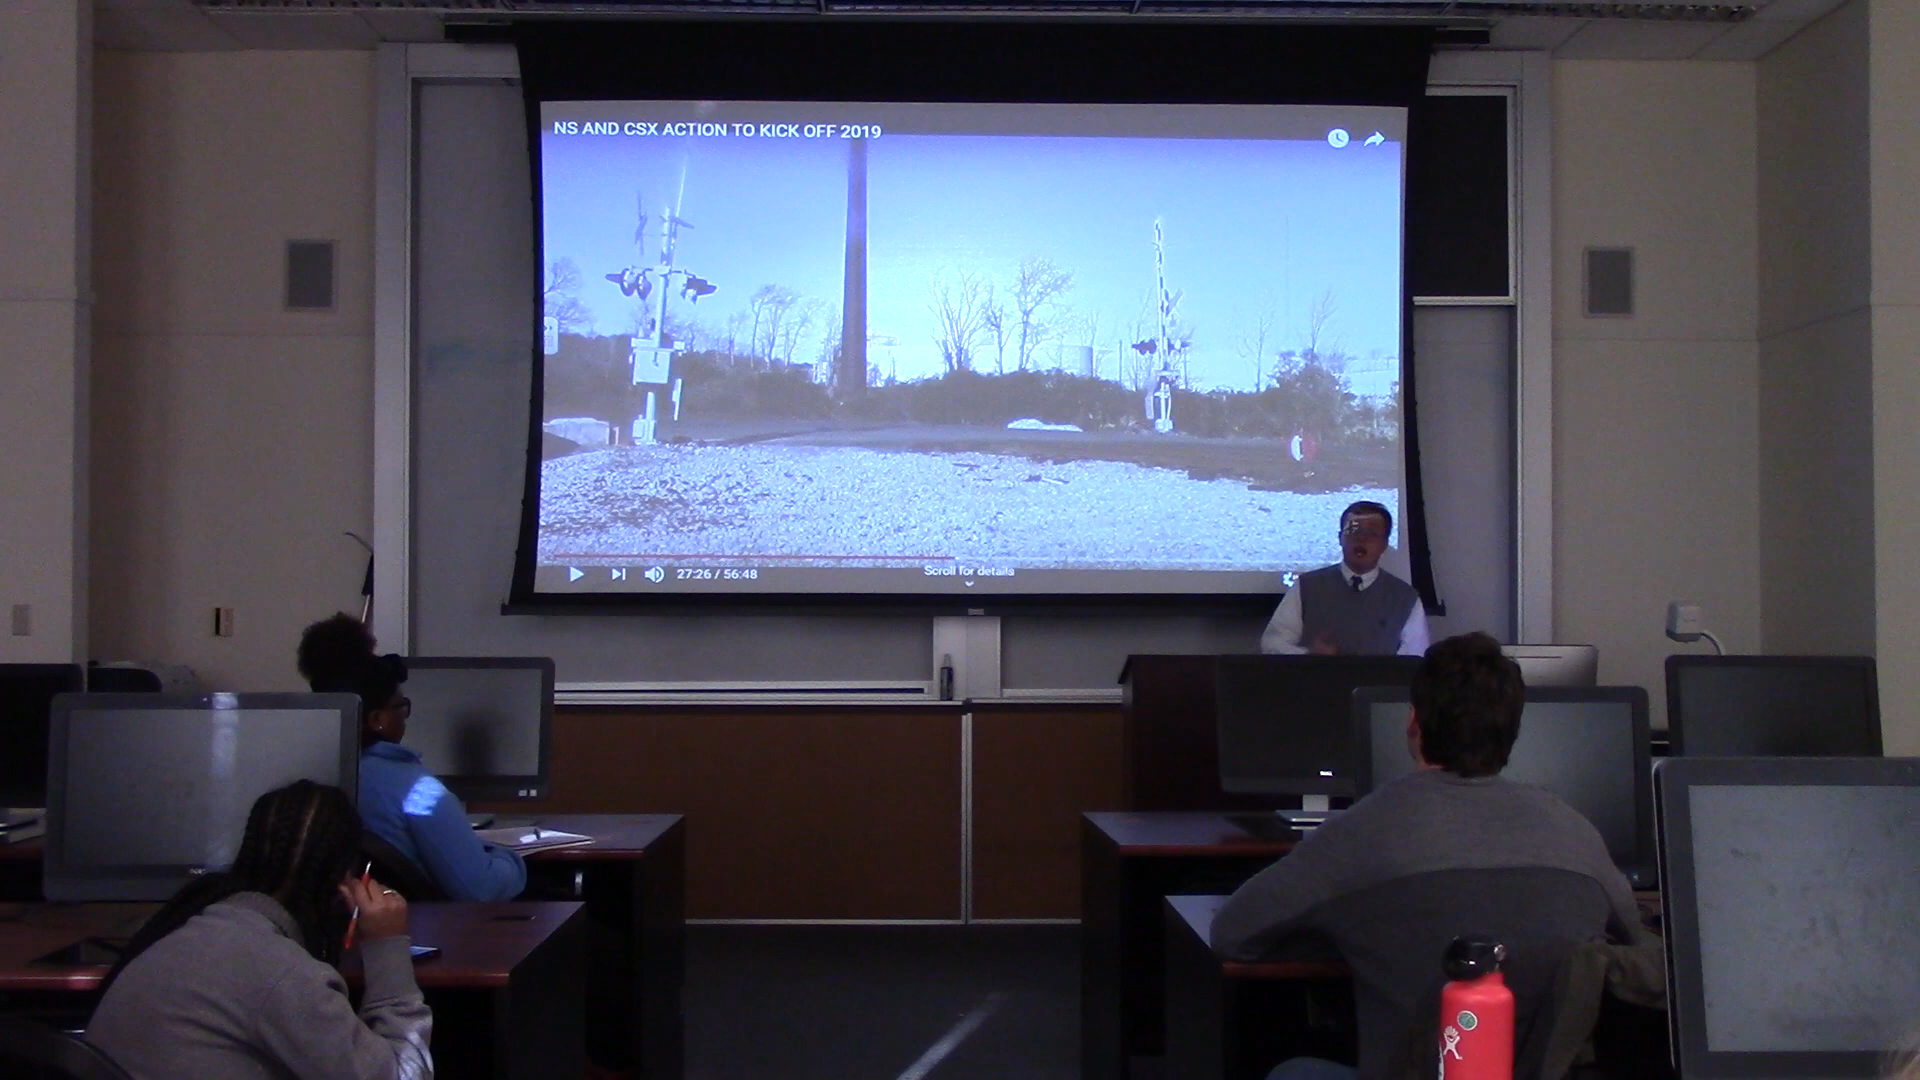 NS AND CSX ACTION TO KICK OFF 2019
27:26 / 56:48
Scroll for details